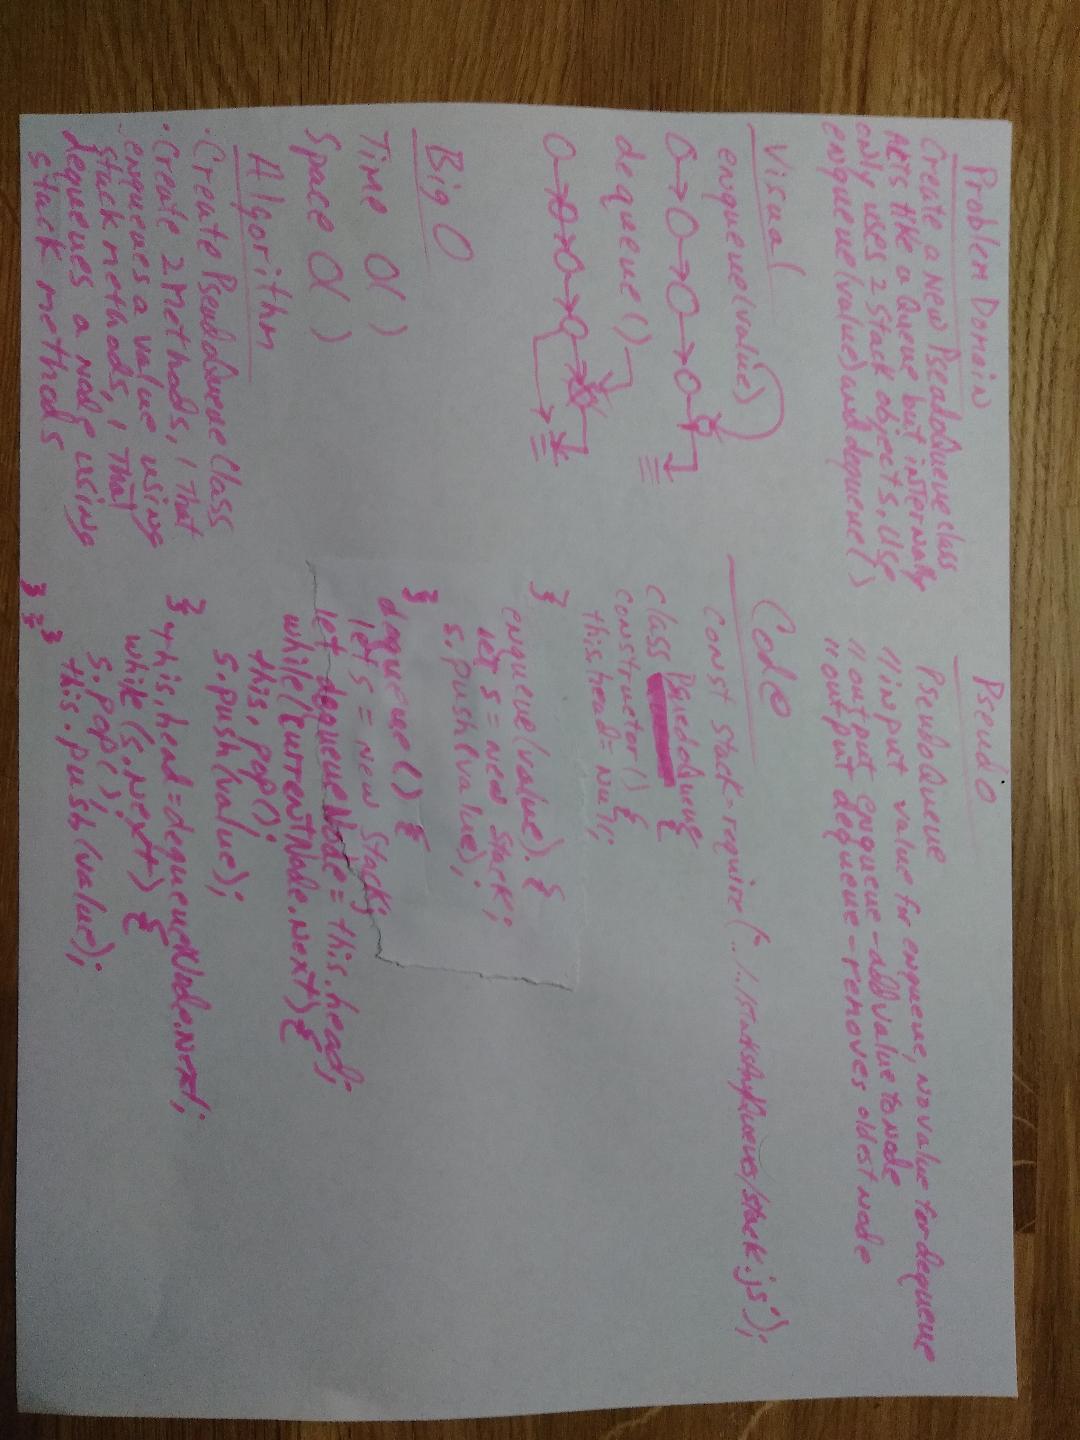 Problem Domain
Create a new PseadoQueue class
Acts like a Queue but internally
only uses 2 Stack objects, Use
enqueue(value) and dequeue()
Visual
enqueue(value)
dequeue()
Big O
Time O( )
Space O( )
Algorithm
· Create PseudoQueue Class
· Create 2 Methods, 1 That
enqueues a value using
stack methods, 1 That
dequeues a Node using
stack methods
Pseudo
PseudoQueue
// input value for enqueue, No value for dequeue
// output enqueue - add value to Node
// output dequeue - removes oldest Node
Code
const stack = require('../../stacksAndQueues/stack.js');
class PsuedoQueue {
constructor() {
this.head = Null;
}
enqueue(value). {
let s = new Stack;
s.push(value);
}
dequeue() {
let s = new Stack;
let dequeueNode = this.head;
while(currentNode.Next) {
this.pop();
s.push(value);
}
this.head = dequeueNode.Next;
while (s.Next) {
s.pop();
this.push(value);
}
} }